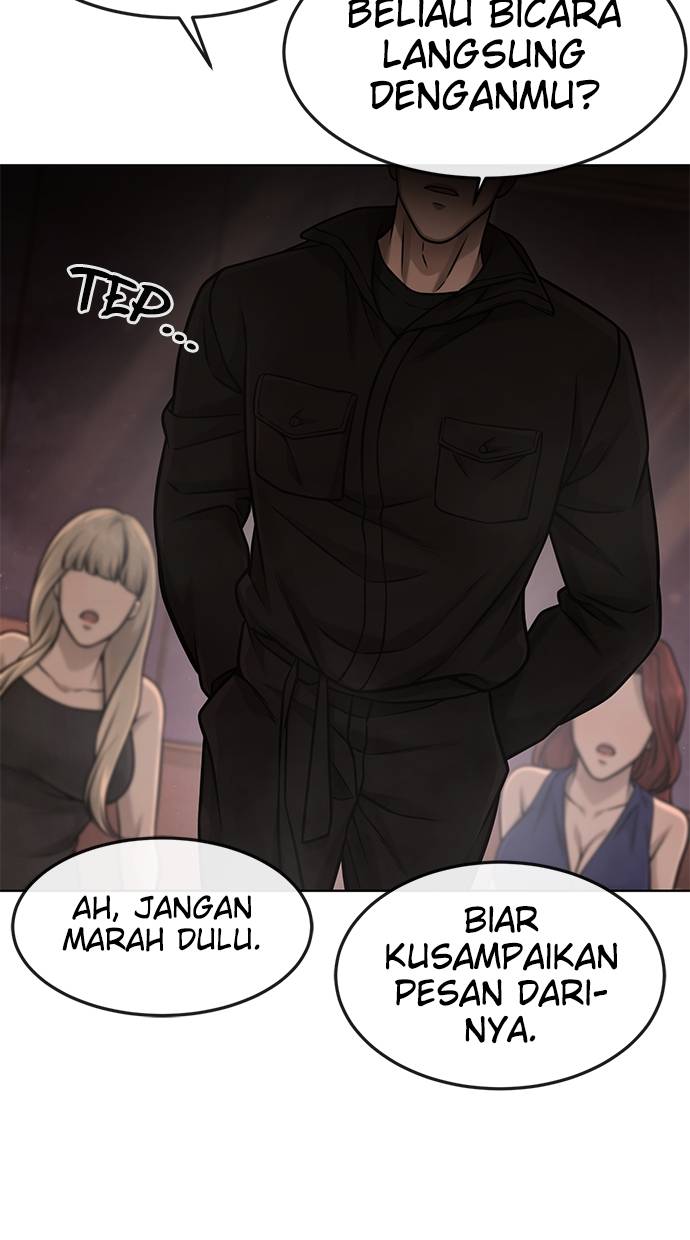 BELIAU BICARA
LANGSUNG
DENGANMU?
TEP...
AH, JANGAN
MARAH DULU.
BIAR
KUSAMPAIKAN
PESAN DARI-
NYA.